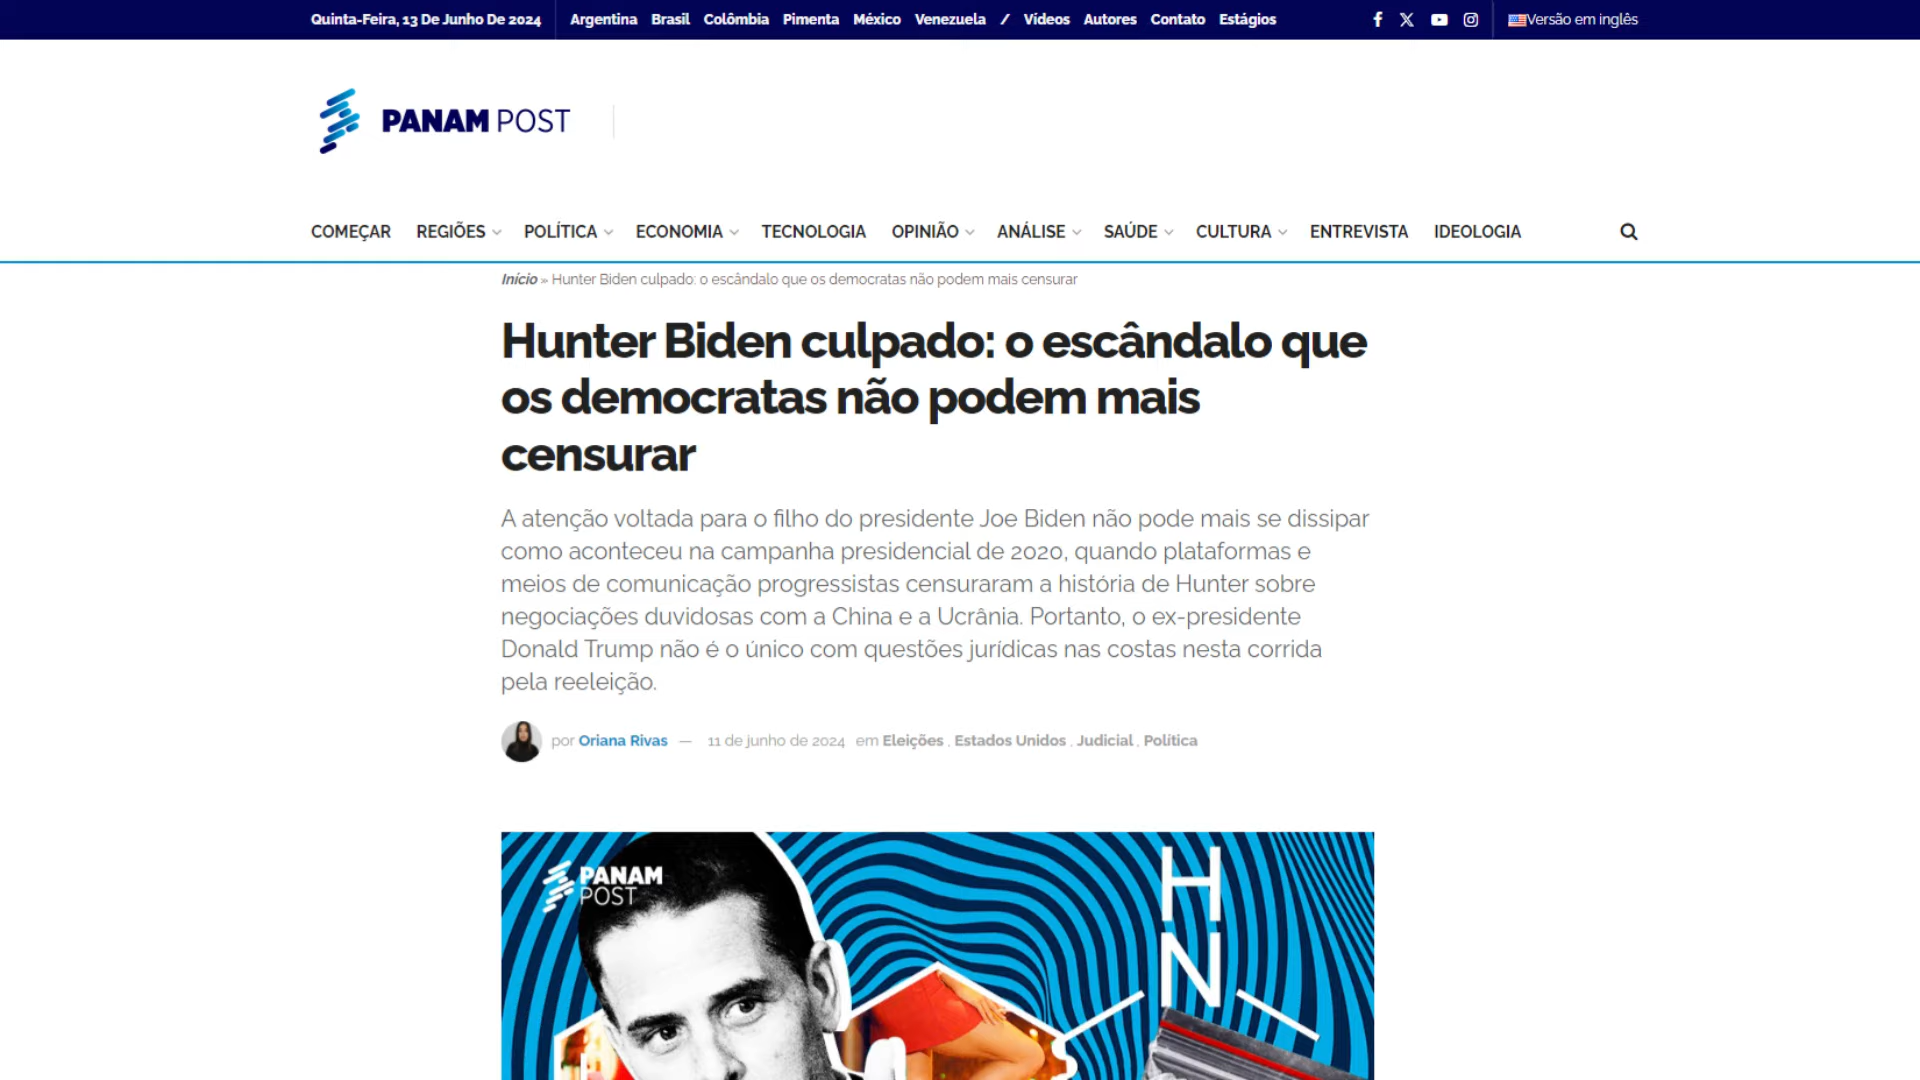 Quinta-Feira, 13 De Junho De 2024 Argentina Brasil Colômbia Pimenta México Venezuela / Vídeos Autores Contato Estágios Versão em inglês
PANAM POST
COMEÇAR REGIÕES POLÍTICA ECONOMIA TECNOLOGIA OPINIÃO ANÁLISE SAÚDE CULTURA ENTREVISTA IDEOLOGIA
Início » Hunter Biden culpado: o escândalo que os democratas não podem mais censurar
Hunter Biden culpado: o escândalo que
os democratas não podem mais
censurar
A atenção voltada para o filho do presidente Joe Biden não pode mais se dissipar
como aconteceu na campanha presidencial de 2020, quando plataformas e
meios de comunicação progressistas censuraram a história de Hunter sobre
negociações duvidosas com a China e a Ucrânia. Portanto, o ex-presidente
Donald Trump não é o único com questões jurídicas nas costas nesta corrida
pela reeleição.
por Oriana Rivas — 11 de junho de 2024 em Eleições , Estados Unidos , Judicial , Política
PANAM
POST
H
N